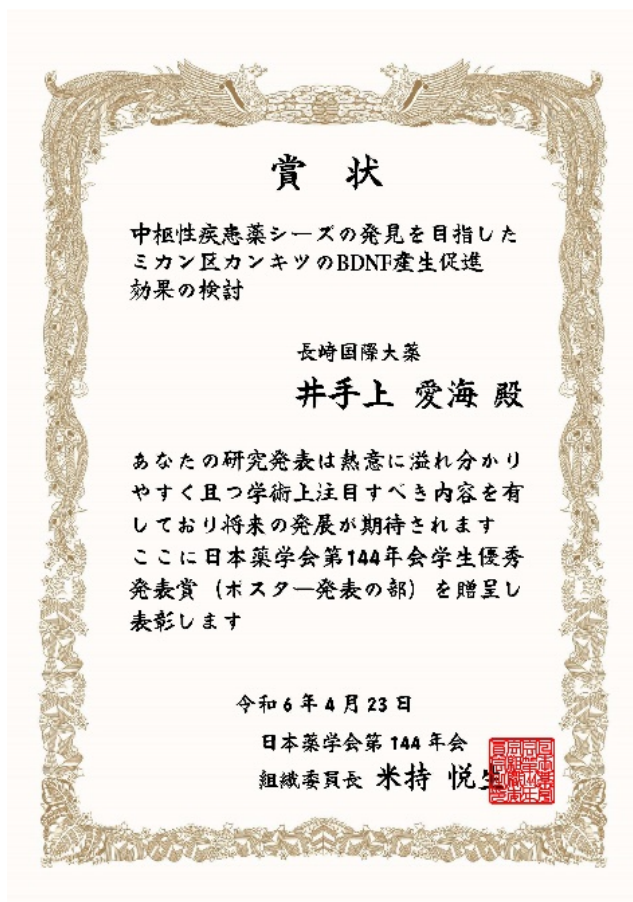 賞 状
中枢性疾患薬シーズの発見を目指した
ミカン区カンキツのBDNF産生促進
効果の検討
長崎国際大薬
井手上 愛海 殿
あなたの研究発表は熱意に溢れ分かり
やすく且つ学術上注目すべき内容を有
しており将来の発展が期待されます
ここに日本薬学会第144年会学生優秀
発表賞（ポスター発表の部）を贈呈し
表彰します
令和6年4月23日
日本薬学会第144年会
組織委員長 米持 悦生